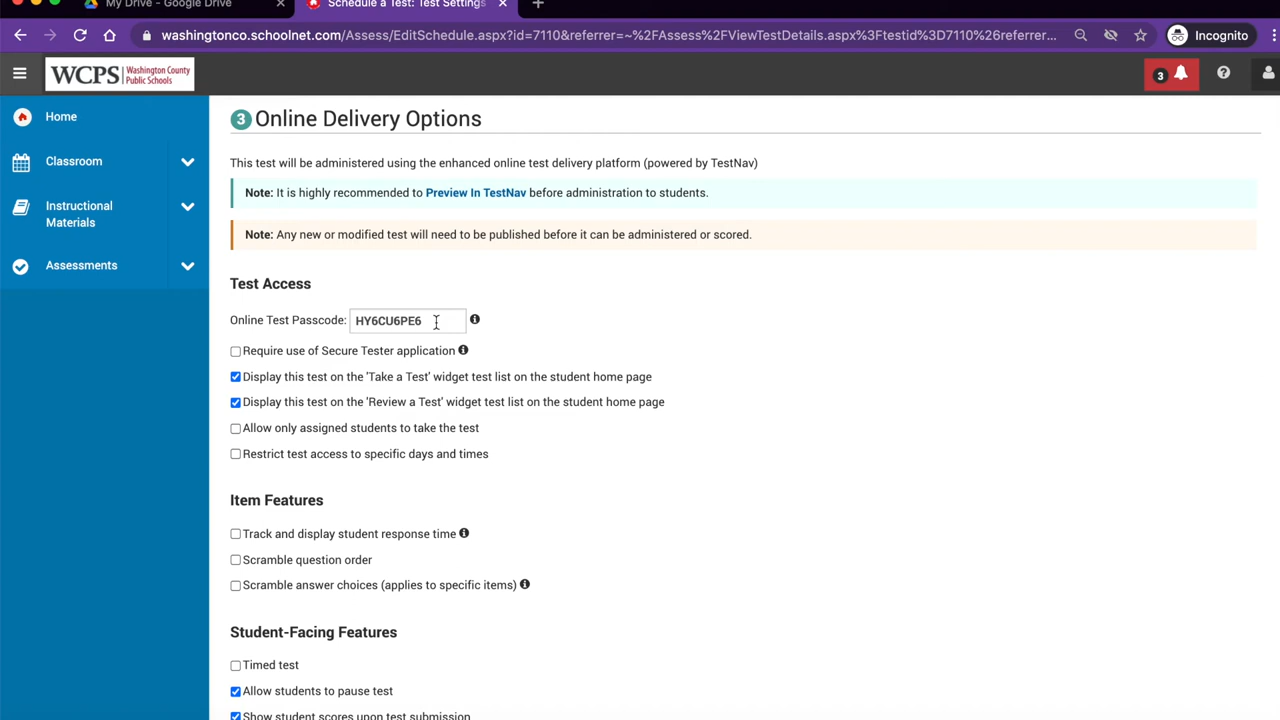 My Drive - Google Drive
Schedule a Test: Test Settings
washingtonco.schoolnet.com/Assess/EditSchedule.aspx?id=7110&referrer=~%2FAssess%2FViewTestDetails.aspx%3Ftestid%3D7110%26referrer...
Incognito
WCPS Washington County Public Schools
3
Home
Classroom
Instructional
Materials
Assessments
3 Online Delivery Options
This test will be administered using the enhanced online test delivery platform (powered by TestNav)
Note: It is highly recommended to Preview In TestNav before administration to students.
Note: Any new or modified test will need to be published before it can be administered or scored.
Test Access
Online Test Passcode: HY6CU6PE6
Require use of Secure Tester application
Display this test on the 'Take a Test' widget test list on the student home page
Display this test on the 'Review a Test' widget test list on the student home page
Allow only assigned students to take the test
Restrict test access to specific days and times
Item Features
Track and display student response time
Scramble question order
Scramble answer choices (applies to specific items)
Student-Facing Features
Timed test
Allow students to pause test
Show student scores upon test submission